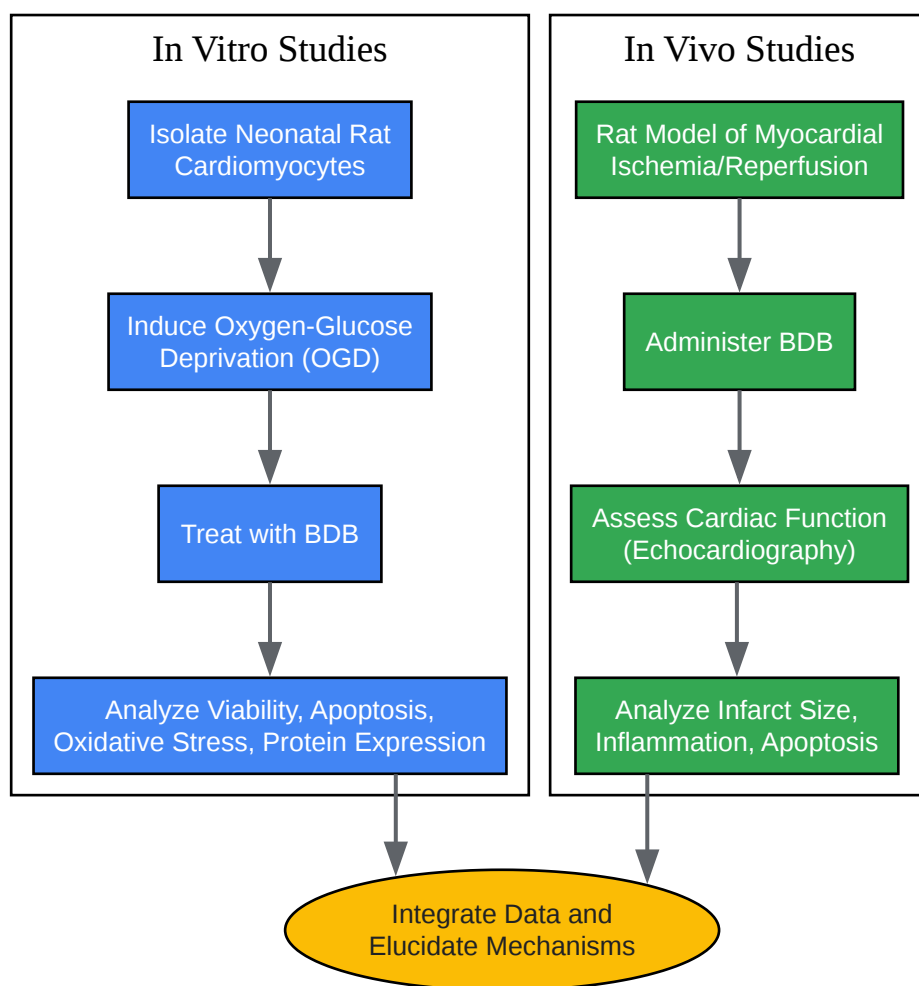 In Vitro Studies
Isolate Neonatal Rat
Cardiomyocytes
Induce Oxygen-Glucose
Deprivation (OGD)
Treat with BDB
Analyze Viability, Apoptosis,
Oxidative Stress, Protein Expression
In Vivo Studies
Rat Model of Myocardial
Ischemia/Reperfusion
Administer BDB
Assess Cardiac Function
(Echocardiography)
Analyze Infarct Size,
Inflammation, Apoptosis
Integrate Data and
Elucidate Mechanisms